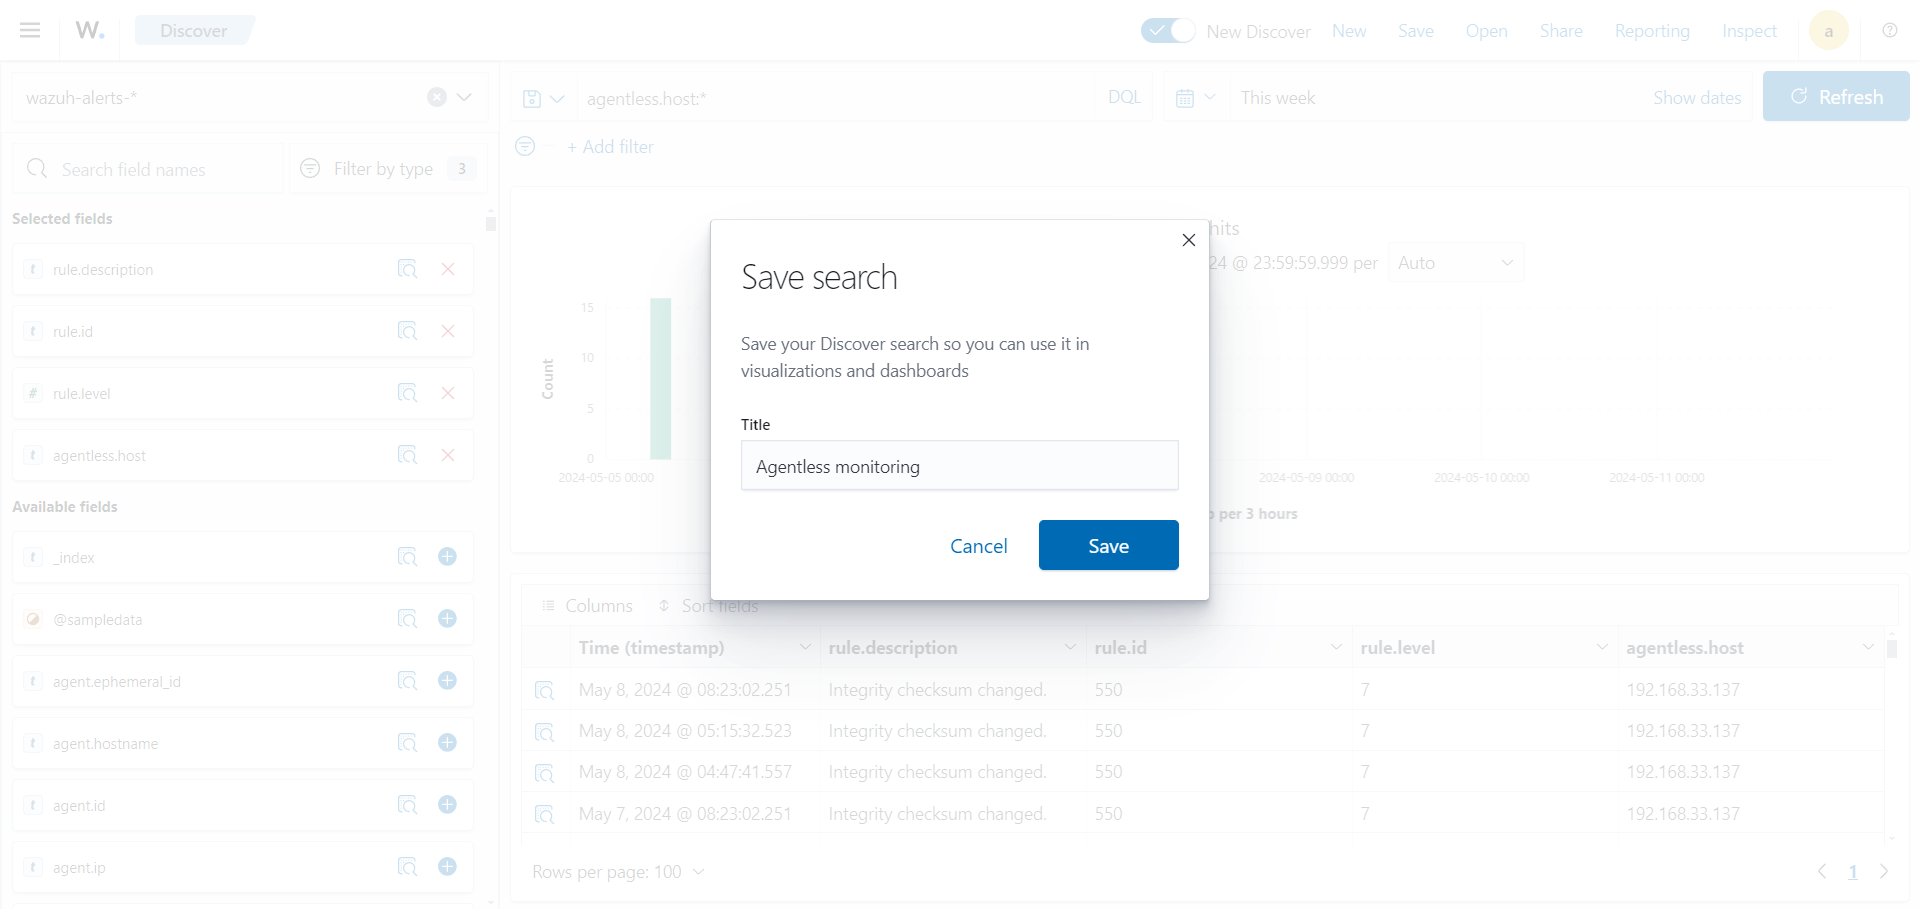 W.
Discover
New Discover
New
Save
Open
Share
Reporting
Inspect
a
wazuh-alerts-*
agentless.host:*
DQL
This week
Show dates
Refresh
+ Add filter
Search field names
Filter by type 3
Selected fields
t rule.description
t rule.id
# rule.level
t agentless.host
Available fields
t _index
@sampledata
t agent.ephemeral_id
t agent.hostname
t agent.id
t agent.ip
hits
24 @ 23:59:59.999 per
Auto
Count
15
10
5
0
2024-05-05 00:00
2024-05-09 00:00
2024-05-10 00:00
2024-05-11 00:00
per 3 hours
Save search
Save your Discover search so you can use it in
visualizations and dashboards
Title
Agentless monitoring
Cancel
Save
Columns
Sort fields
Time (timestamp) rule.description rule.id rule.level agentless.host
May 8, 2024 @ 08:23:02.251 Integrity checksum changed. 550 7 192.168.33.137
May 8, 2024 @ 05:15:32.523 Integrity checksum changed. 550 7 192.168.33.137
May 8, 2024 @ 04:47:41.557 Integrity checksum changed. 550 7 192.168.33.137
May 7, 2024 @ 08:23:02.251 Integrity checksum changed. 550 7 192.168.33.137
Rows per page: 100
1